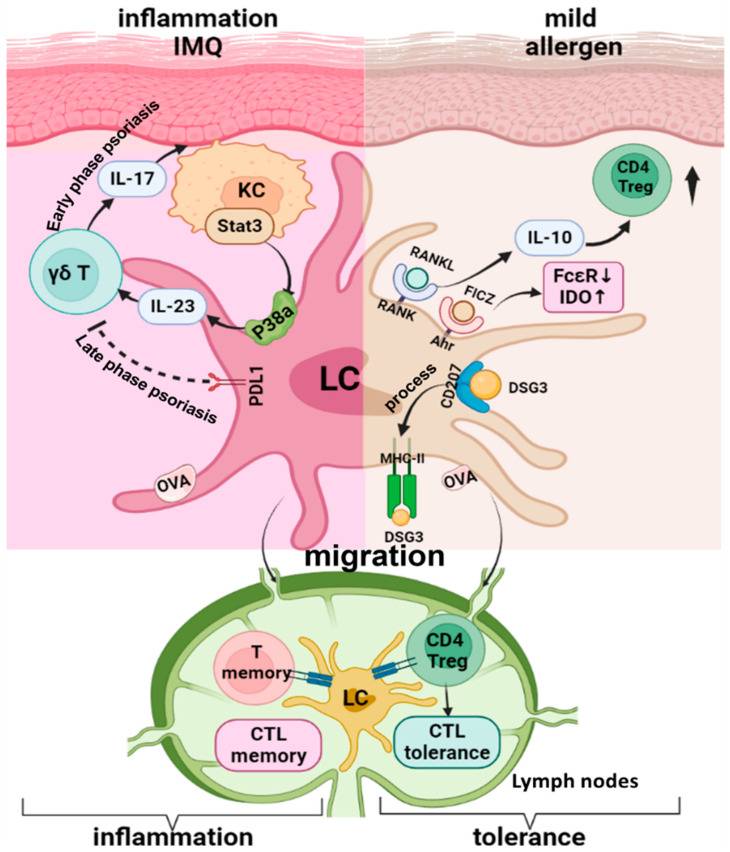 inflammation
IMQ
mild
allergen
Early phase psoriasis
IL-17
KC
Stat3
γδ T
IL-23
P38a
Late phase psoriasis
PDL1
LC
OVA
CD4
Treg
IL-10
RANKL
RANK
FICZ
Ahr
FcεR↓
IDO↑
process
CD207
DSG3
MHC-II
DSG3
OVA
migration
T
memory
LC
CD4
Treg
CTL
memory
CTL
tolerance
Lymph nodes
inflammation
tolerance